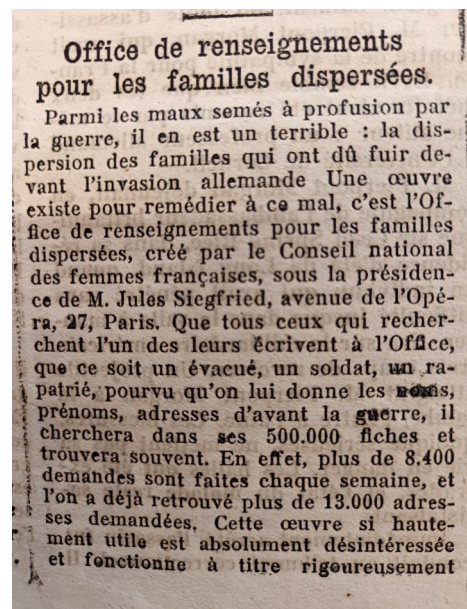 Office de renseignements
pour les familles dispersées.
Parmi les maux semés à profusion par
la guerre, il en est un terrible : la dis-
persion des familles qui ont dû fuir de-
vant l'invasion allemande Une œuvre
existe pour remédier à ce mal, c'est l'Of-
fice de renseignements pour les familles
dispersées, créé par le Conseil national
des femmes françaises, sous la présiden-
ce de M. Jules Siegfried, avenue de l'Opé-
ra, 27, Paris. Que tous ceux qui recher-
chent l'un des leurs écrivent à l'Office,
que ce soit un évacué, un soldat, un ra-
patrié, pourvu qu'on lui donne les noms,
prénoms, adresses d'avant la guerre, il
cherchera dans ses 500.000 fiches et
trouvera souvent. En effet, plus de 8.400
demandes sont faites chaque semaine, et
l'on a déjà retrouvé plus de 13.000 adres-
ses demandées. Cette œuvre si haute-
ment utile est absolument désintéressée
et fonctionne à titre rigoureusement